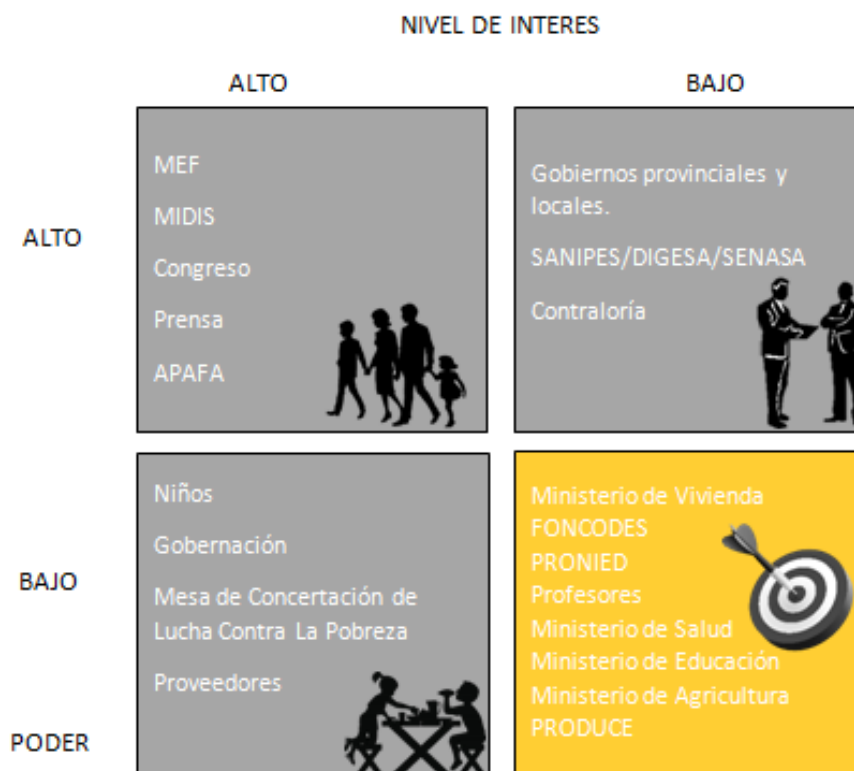 NIVEL DE INTERES
ALTO
BAJO
ALTO
MEF
MIDIS
Congreso
Prensa
APAFA
Gobiernos provinciales y
locales.
SANIPES/DIGESA/SENASA
Contraloría
BAJO
Niños
Gobernación
Mesa de Concertación de
Lucha Contra La Pobreza
Proveedores
Ministerio de Vivienda
FONCODES
PRONIED
Profesores
Ministerio de Salud
Ministerio de Educación
Ministerio de Agricultura
PRODUCE
PODER